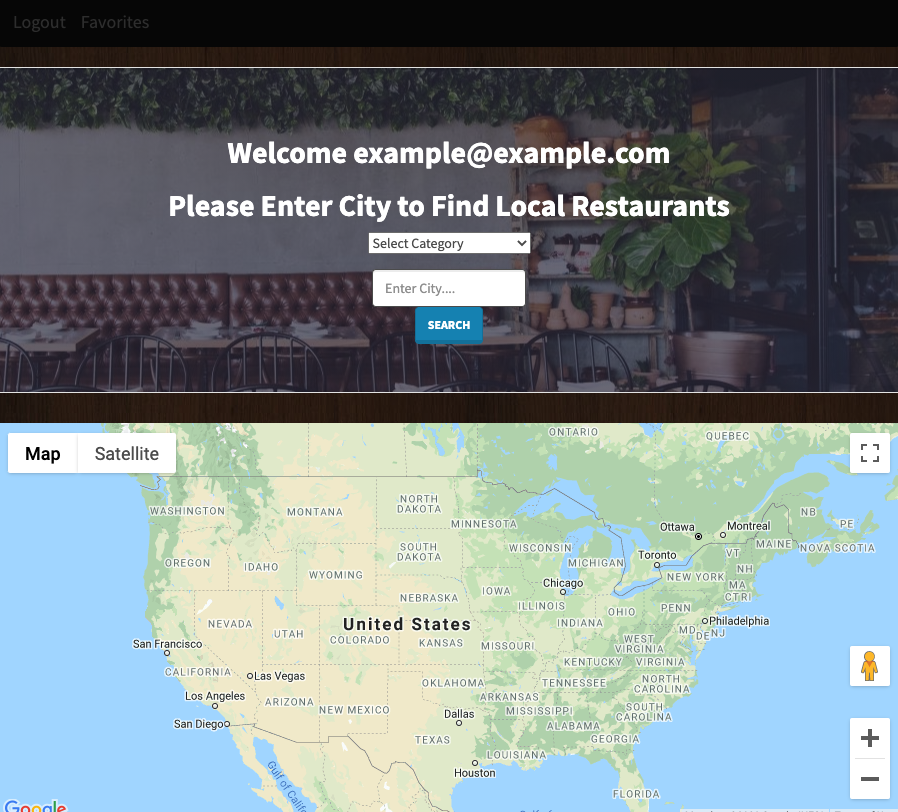 Logout Favorites
Welcome example@example.com
Please Enter City to Find Local Restaurants
Select Category
Enter City....
SEARCH
Map Satellite
ONTARIO
QUEBEC
WASHINGTON
MONTANA
NORTH
DAKOTA
MINNESOTA
Ottawa
Montreal
NB
PE
MAINE
NOVA SCOTIA
OREGON
IDAHO
WYOMING
SOUTH
DAKOTA
WISCONSIN
MICHIGAN
Toronto
VT
NH
NEW YORK
MA
CT RI
Chicago
NEBRASKA
IOWA
ILLINOIS
INDIANA
OHIO
PENN
Philadelphia
NEVADA
UTAH
United States
COLORADO
KANSAS
MISSOURI
WEST
VIRGINIA
MD
DE
NJ
San Francisco
CALIFORNIA
Las Vegas
KENTUCKY
VIRGINIA
Los Angeles
ARIZONA
NEW MEXICO
OKLAHOMA
ARKANSAS
TENNESSEE
NORTH
CAROLINA
San Diego
Dallas
MISSISSIPPI
SOUTH
CAROLINA
TEXAS
ALABAMA
GEORGIA
LOUISIANA
Houston
Gulf of Calif
FLORIDA
Google